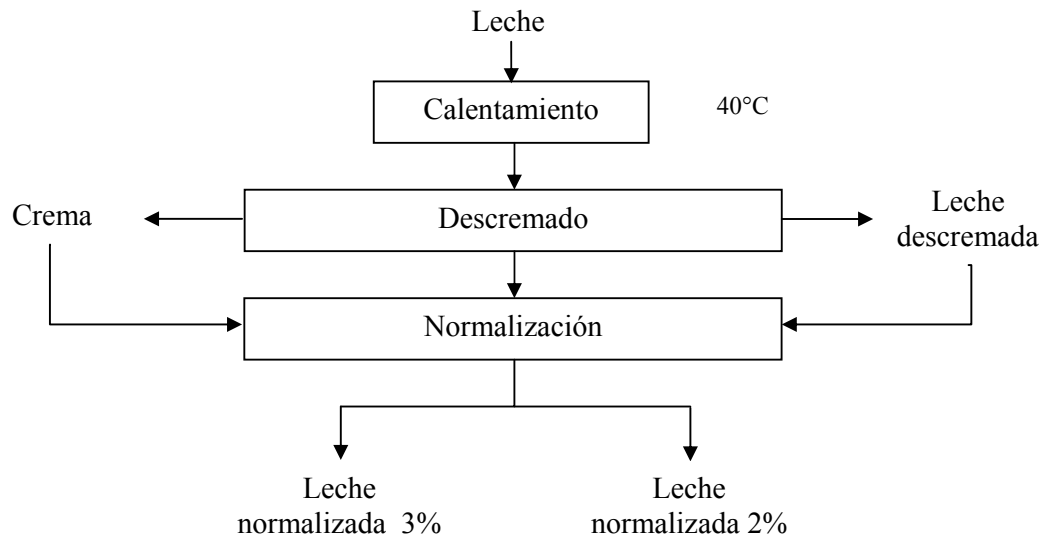 Leche
Calentamiento
40°C
Crema
Descremado
Leche
descremada
Normalización
Leche
normalizada 3%
Leche
normalizada 2%